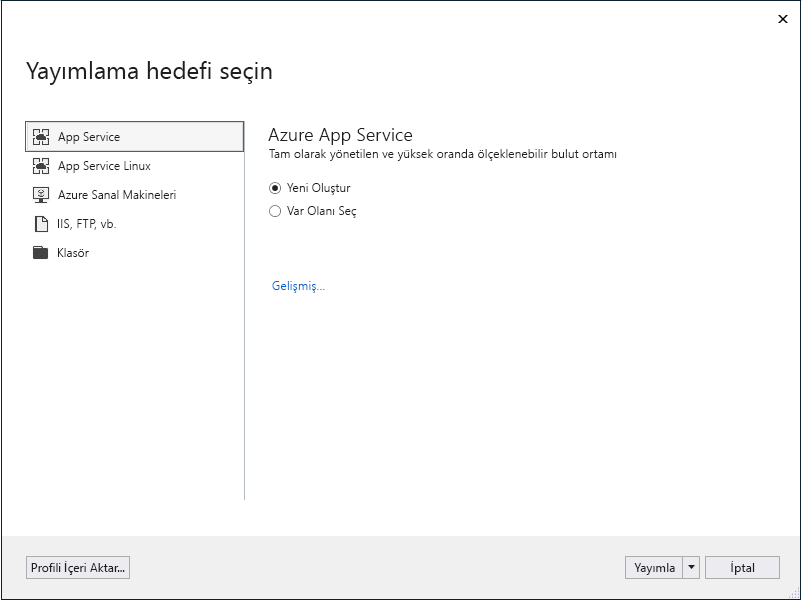 Yayımlama hedefi seçin
App Service
App Service Linux
Azure Sanal Makineleri
IIS, FTP, vb.
Klasör
Azure App Service
Tam olarak yönetilen ve yüksek oranda ölçeklenebilir bulut ortamı
Yeni Oluştur
Var Olanı Seç
Gelişmiş...
Profili İçeri Aktar...
Yayımla
İptal